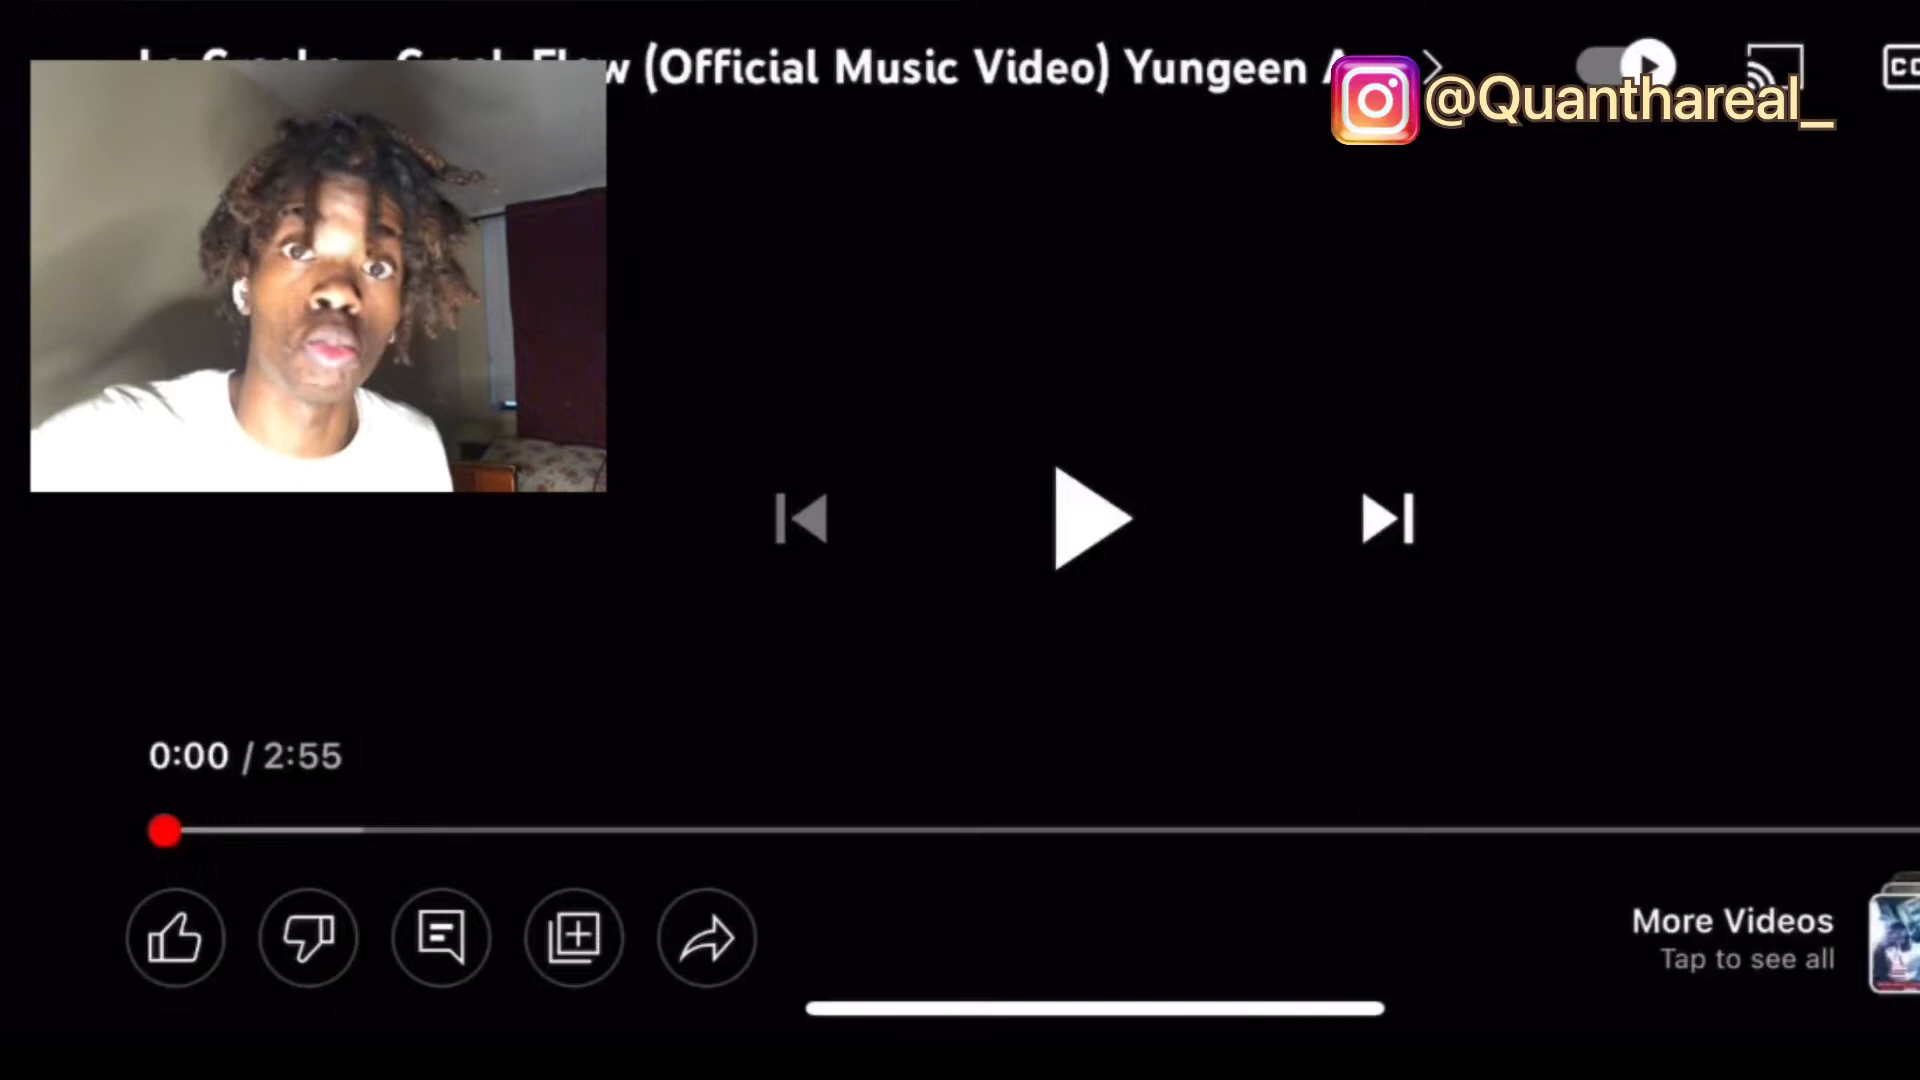 (Official Music Video) Yungeen
@Quanthareal_
0:00 / 2:55
More Videos
Tap to see all